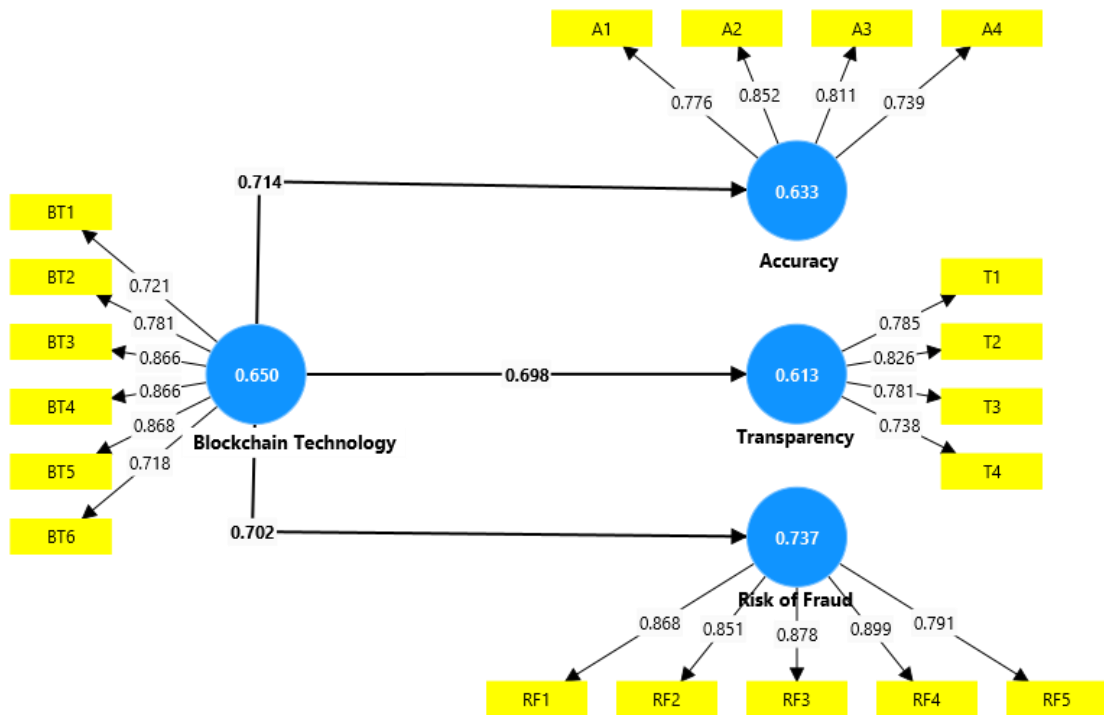 A1 A2 A3 A4
0.776 0.852 0.811 0.739
0.633
Accuracy
0.714
BT1
BT2
BT3
BT4
BT5
BT6
0.721
0.781
0.866
0.866
0.868
0.718
0.650
Blockchain Technology
0.698
0.613
Transparency
T1
T2
T3
T4
0.785
0.826
0.781
0.738
0.702
0.737
Risk of Fraud
0.868 0.851 0.878 0.899 0.791
RF1 RF2 RF3 RF4 RF5